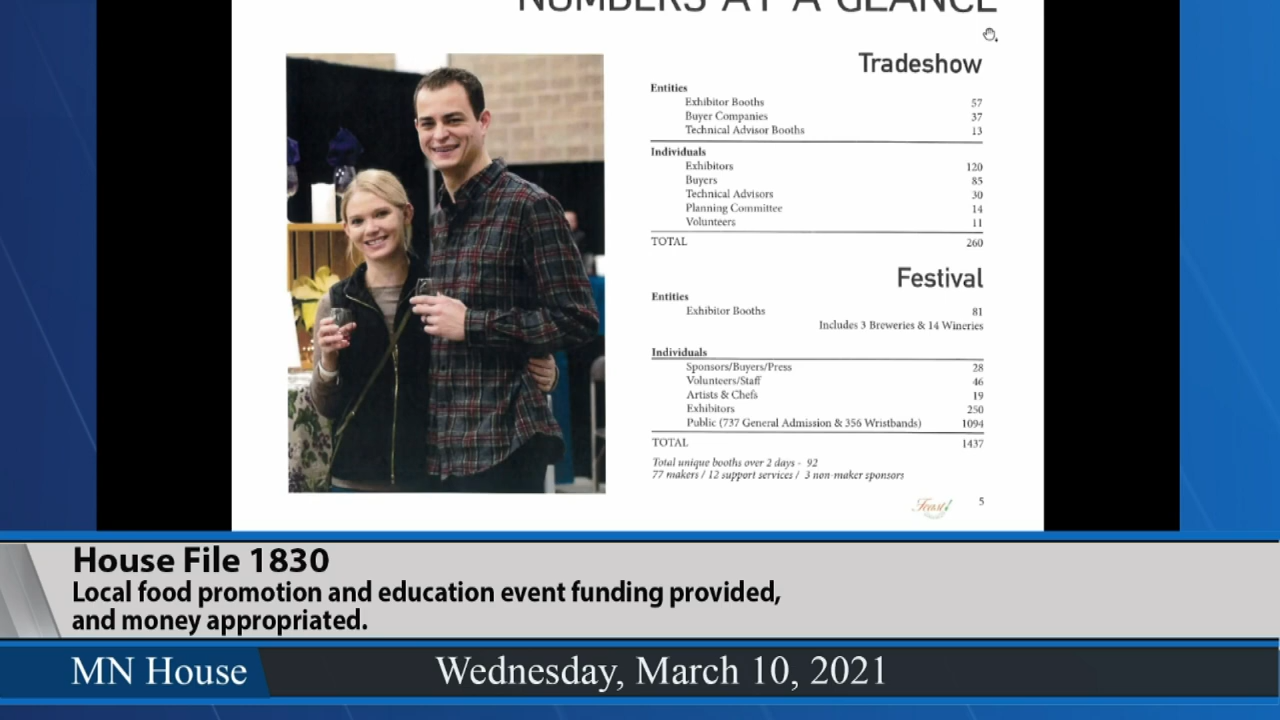 NUMBERS AT A GLANCE
Tradeshow
Entities
Exhibitor Booths 57
Buyer Companies 37
Technical Advisor Booths 13
Individuals
Exhibitors 120
Buyers 85
Technical Advisors 30
Planning Committee 14
Volunteers 11
TOTAL 260
Festival
Entities
Exhibitor Booths 81
Includes 3 Breweries & 14 Wineries
Individuals
Sponsors/Buyers/Press 28
Volunteers/Staff 46
Artists & Chefs 19
Exhibitors 250
Public (737 General Admission & 356 Wristbands) 1094
TOTAL 1437
Total unique booths over 2 days - 92
77 makers / 12 support services / 3 non-maker sponsors
Feast! 5
House File 1830
Local food promotion and education event funding provided,
and money appropriated.
MN House Wednesday, March 10, 2021